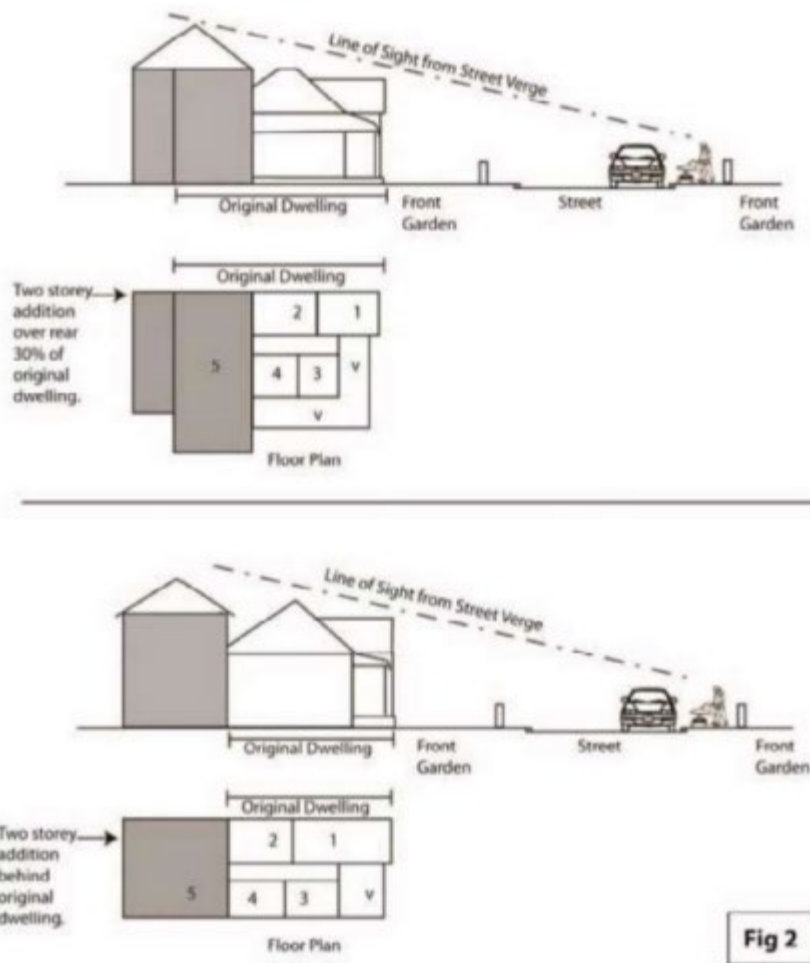 Line of Sight from Street Verge
Original Dwelling
Front
Garden
Street
Front
Garden
Original Dwelling
Two storey
addition
over rear
30% of
original
dwelling.
2
1
5
4
3
v
v
Floor Plan
Line of Sight from Street Verge
Original Dwelling
Front
Garden
Street
Front
Garden
Original Dwelling
Two storey
addition
behind
original
dwelling.
2
1
5
4
3
v
Floor Plan
Fig 2